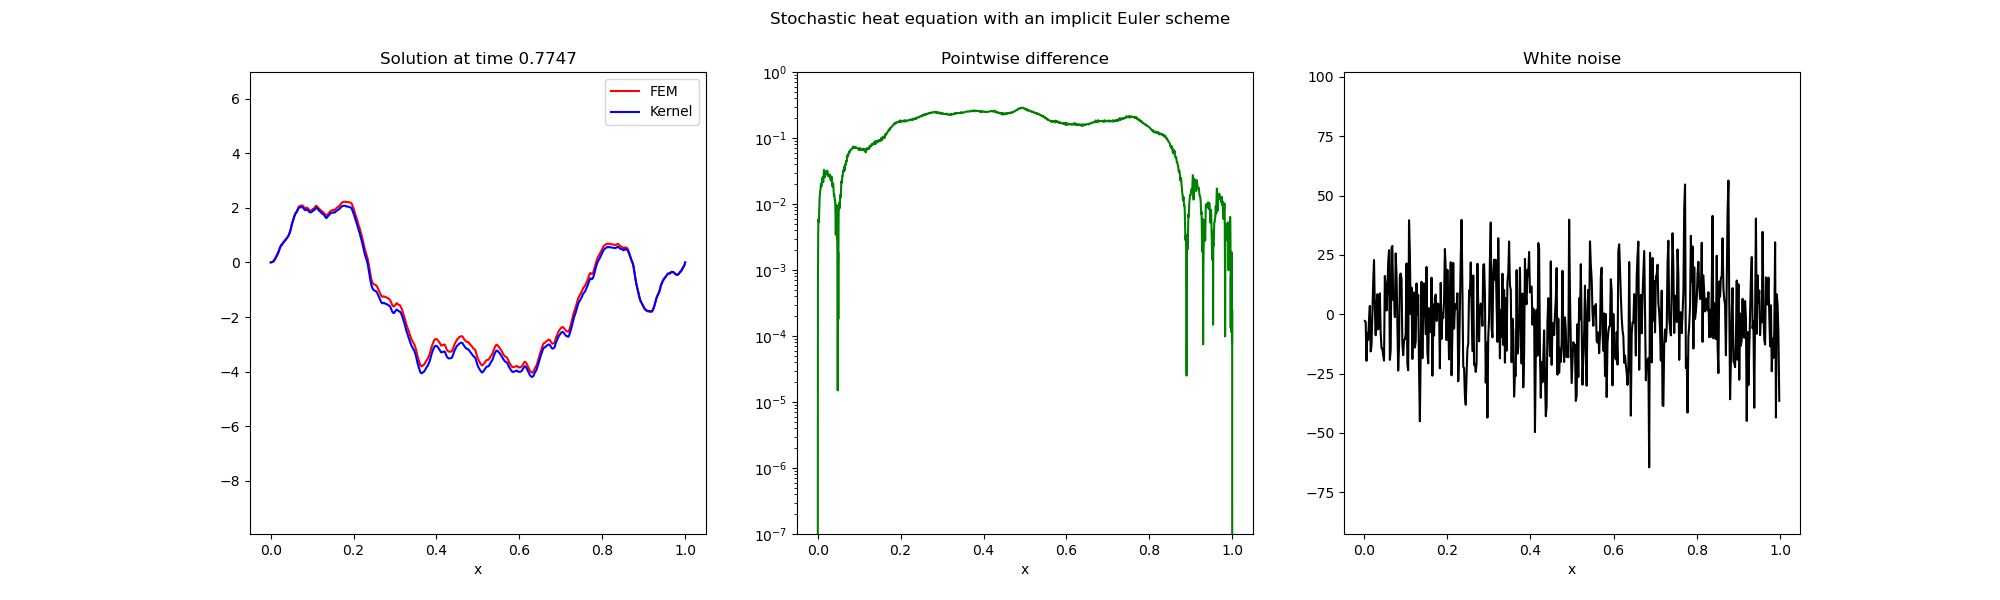 Stochastic heat equation with an implicit Euler scheme
Solution at time 0.7747
6
4
2
0
−2
−4
−6
−8
0.0 0.2 0.4 0.6 0.8 1.0
x
FEM
Kernel
Pointwise difference
10^0
10^−1
10^−2
10^−3
10^−4
10^−5
10^−6
10^−7
0.0 0.2 0.4 0.6 0.8 1.0
x
White noise
100
75
50
25
0
−25
−50
−75
0.0 0.2 0.4 0.6 0.8 1.0
x